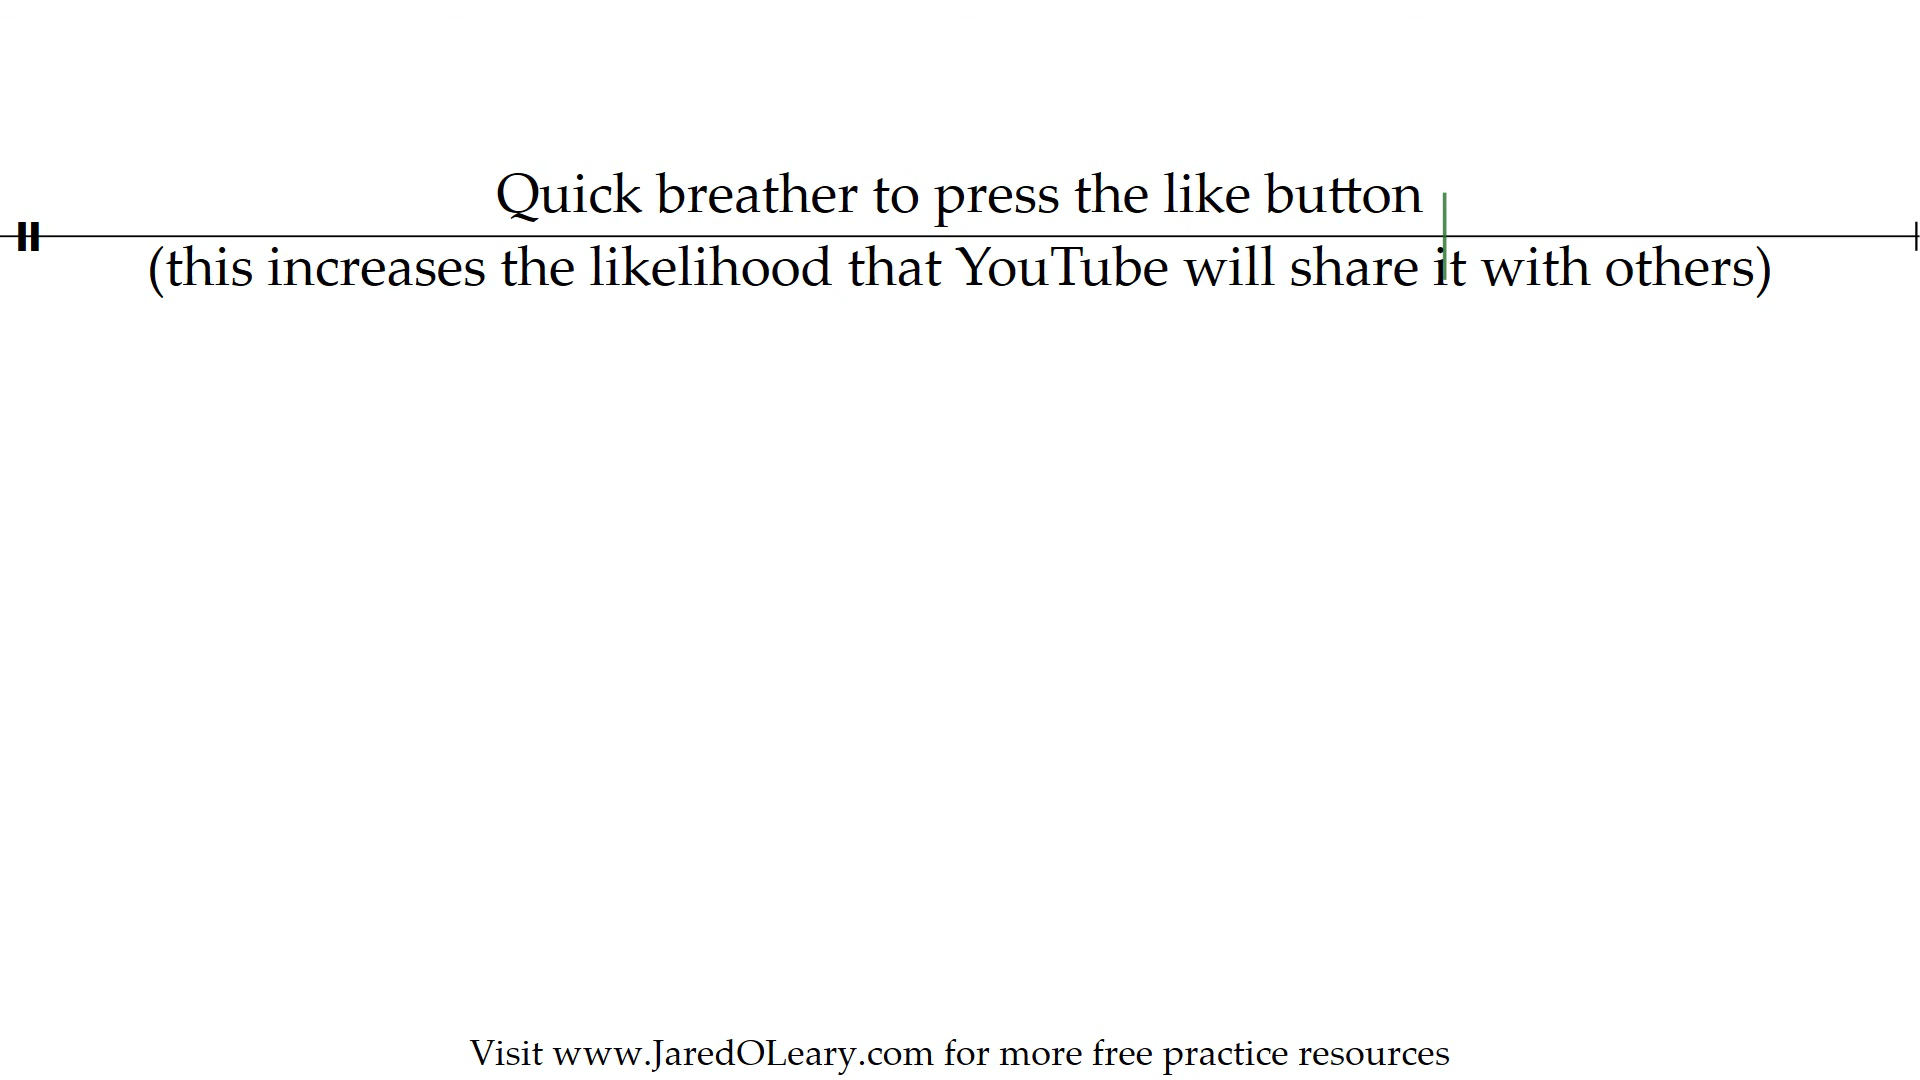 Quick breather to press the like button
(this increases the likelihood that YouTube will share it with others)
Visit www.JaredOLeary.com for more free practice resources